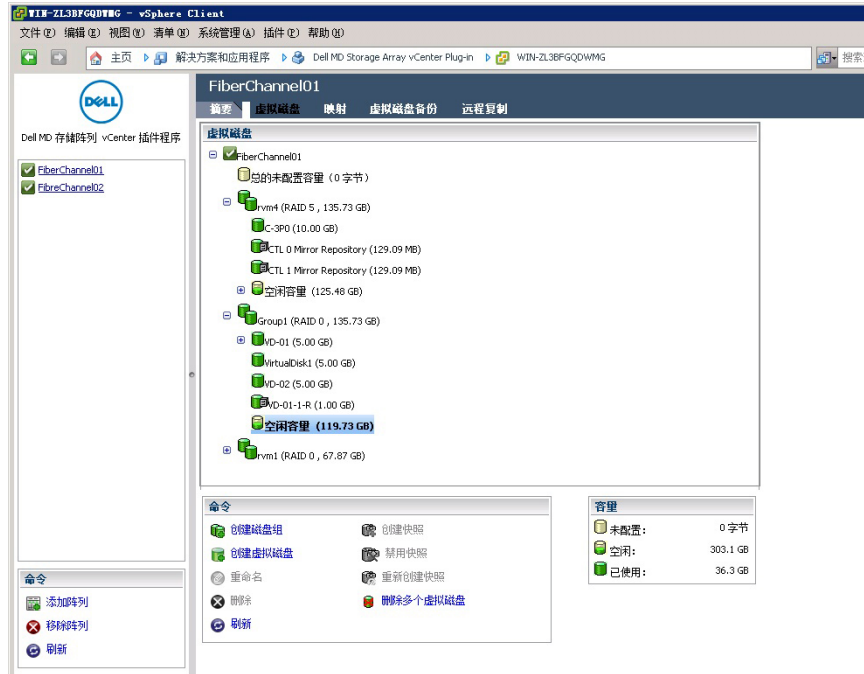 WIN-ZL3BFGQDWMG - vSphere Client
文件(F) 编辑(E) 视图(V) 清单(N) 系统管理(A) 插件(P) 帮助(H)
主页 解决方案和应用程序 Dell MD Storage Array vCenter Plug-in WIN-ZL3BFGQDWMG 搜索
DELL
Dell MD 存储阵列 vCenter 插件程序
FiberChannel01
FibreChannel02
命令
添加阵列
移除阵列
刷新
FiberChannel01
摘要 虚拟磁盘 映射 虚拟磁盘备份 远程复制
虚拟磁盘
FiberChannel01
总的未配置容量 (0 字节)
rvm4 (RAID 5 , 135.73 GB)
C-3P0 (10.00 GB)
CTL 0 Mirror Repository (129.09 MB)
CTL 1 Mirror Repository (129.09 MB)
空闲容量 (125.48 GB)
Group1 (RAID 0 , 135.73 GB)
VD-01 (5.00 GB)
VirtualDisk1 (5.00 GB)
VD-02 (5.00 GB)
VD-01-1-R (1.00 GB)
空闲容量 (119.73 GB)
rvm1 (RAID 0 , 67.87 GB)
命令
创建磁盘组 创建快照
创建虚拟磁盘 禁用快照
重命名 重新创建快照
删除 删除多个虚拟磁盘
刷新
容量
未配置: 0 字节
空闲: 303.1 GB
已使用: 36.3 GB